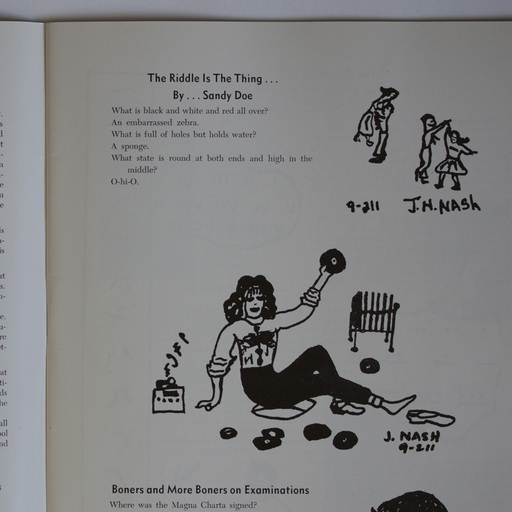 The Riddle Is The Thing . . .
By . . . Sandy Doe
What is black and white and red all over?
An embarrassed zebra.
What is full of holes but holds water?
A sponge.
What state is round at both ends and high in the
middle?
O-hi-O.
9-211 J.N.NASH
J. NASH
9-211
Boners and More Boners on Examinations
Where was the Magna Charta signed?